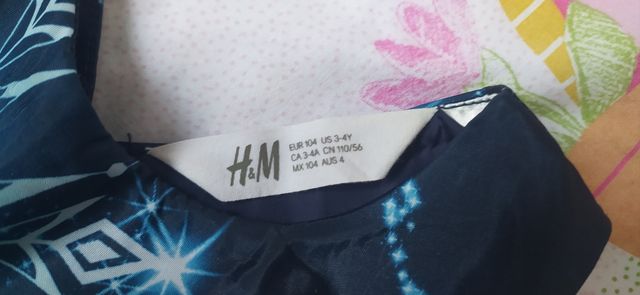 H&M
EUR 104 US 3-4Y
CA 3-4A CN 110/56
MX 104 AUS 4